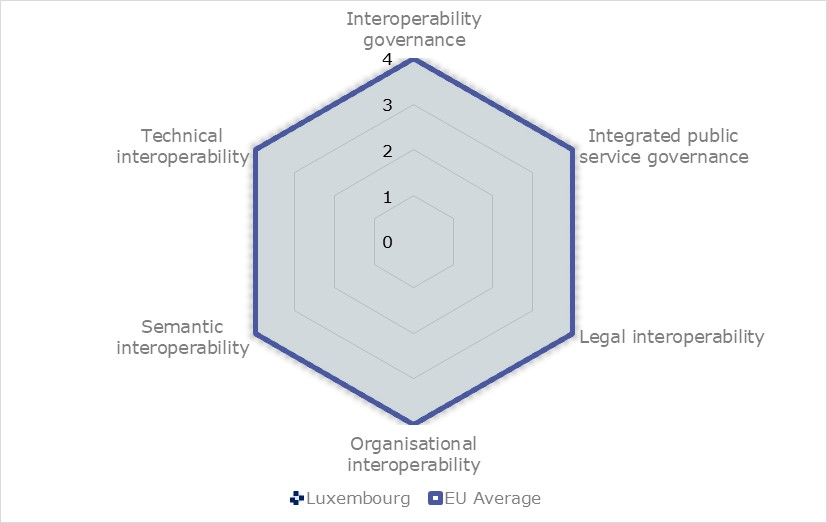 Interoperability
governance
4
3
2
1
0
Technical
interoperability
Integrated public
service governance
Semantic
interoperability
Legal interoperability
Organisational
interoperability
Luxembourg EU Average